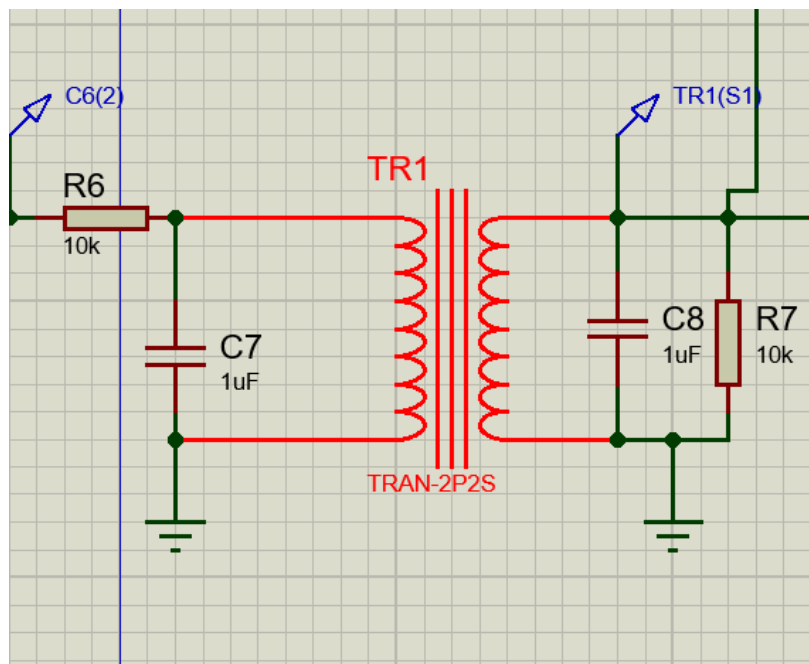 C6(2)
TR1(S1)
TR1
R6
10k
C7
1uF
C8
1uF
R7
10k
TRAN-2P2S